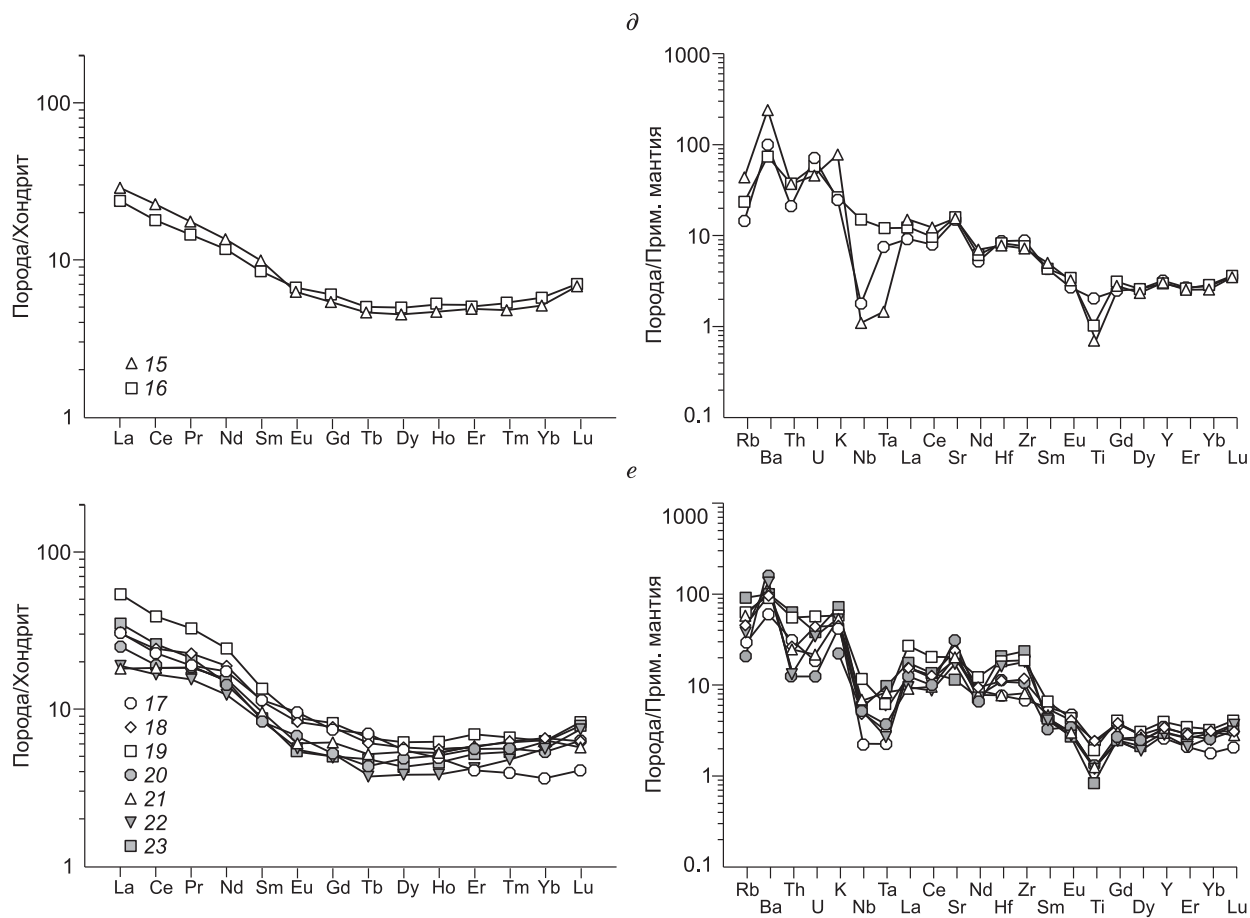 д
Порода/Хондрит
100
10
1
15
16
La Ce Pr Nd Sm Eu Gd Tb Dy Ho Er Tm Yb Lu
Порода/Прим. мантия
1000
100
10
1
0.1
Rb Th K Ta Ce Nd Zr Eu Gd Y Yb
Ba U Nb La Sr Hf Sm Ti Dy Er Lu
е
Порода/Хондрит
100
10
1
17
18
19
20
21
22
23
La Ce Pr Nd Sm Eu Gd Tb Dy Ho Er Tm Yb Lu
Порода/Прим. мантия
1000
100
10
1
0.1
Rb Th K Ta Ce Nd Zr Eu Gd Y Yb
Ba U Nb La Sr Hf Sm Ti Dy Er Lu